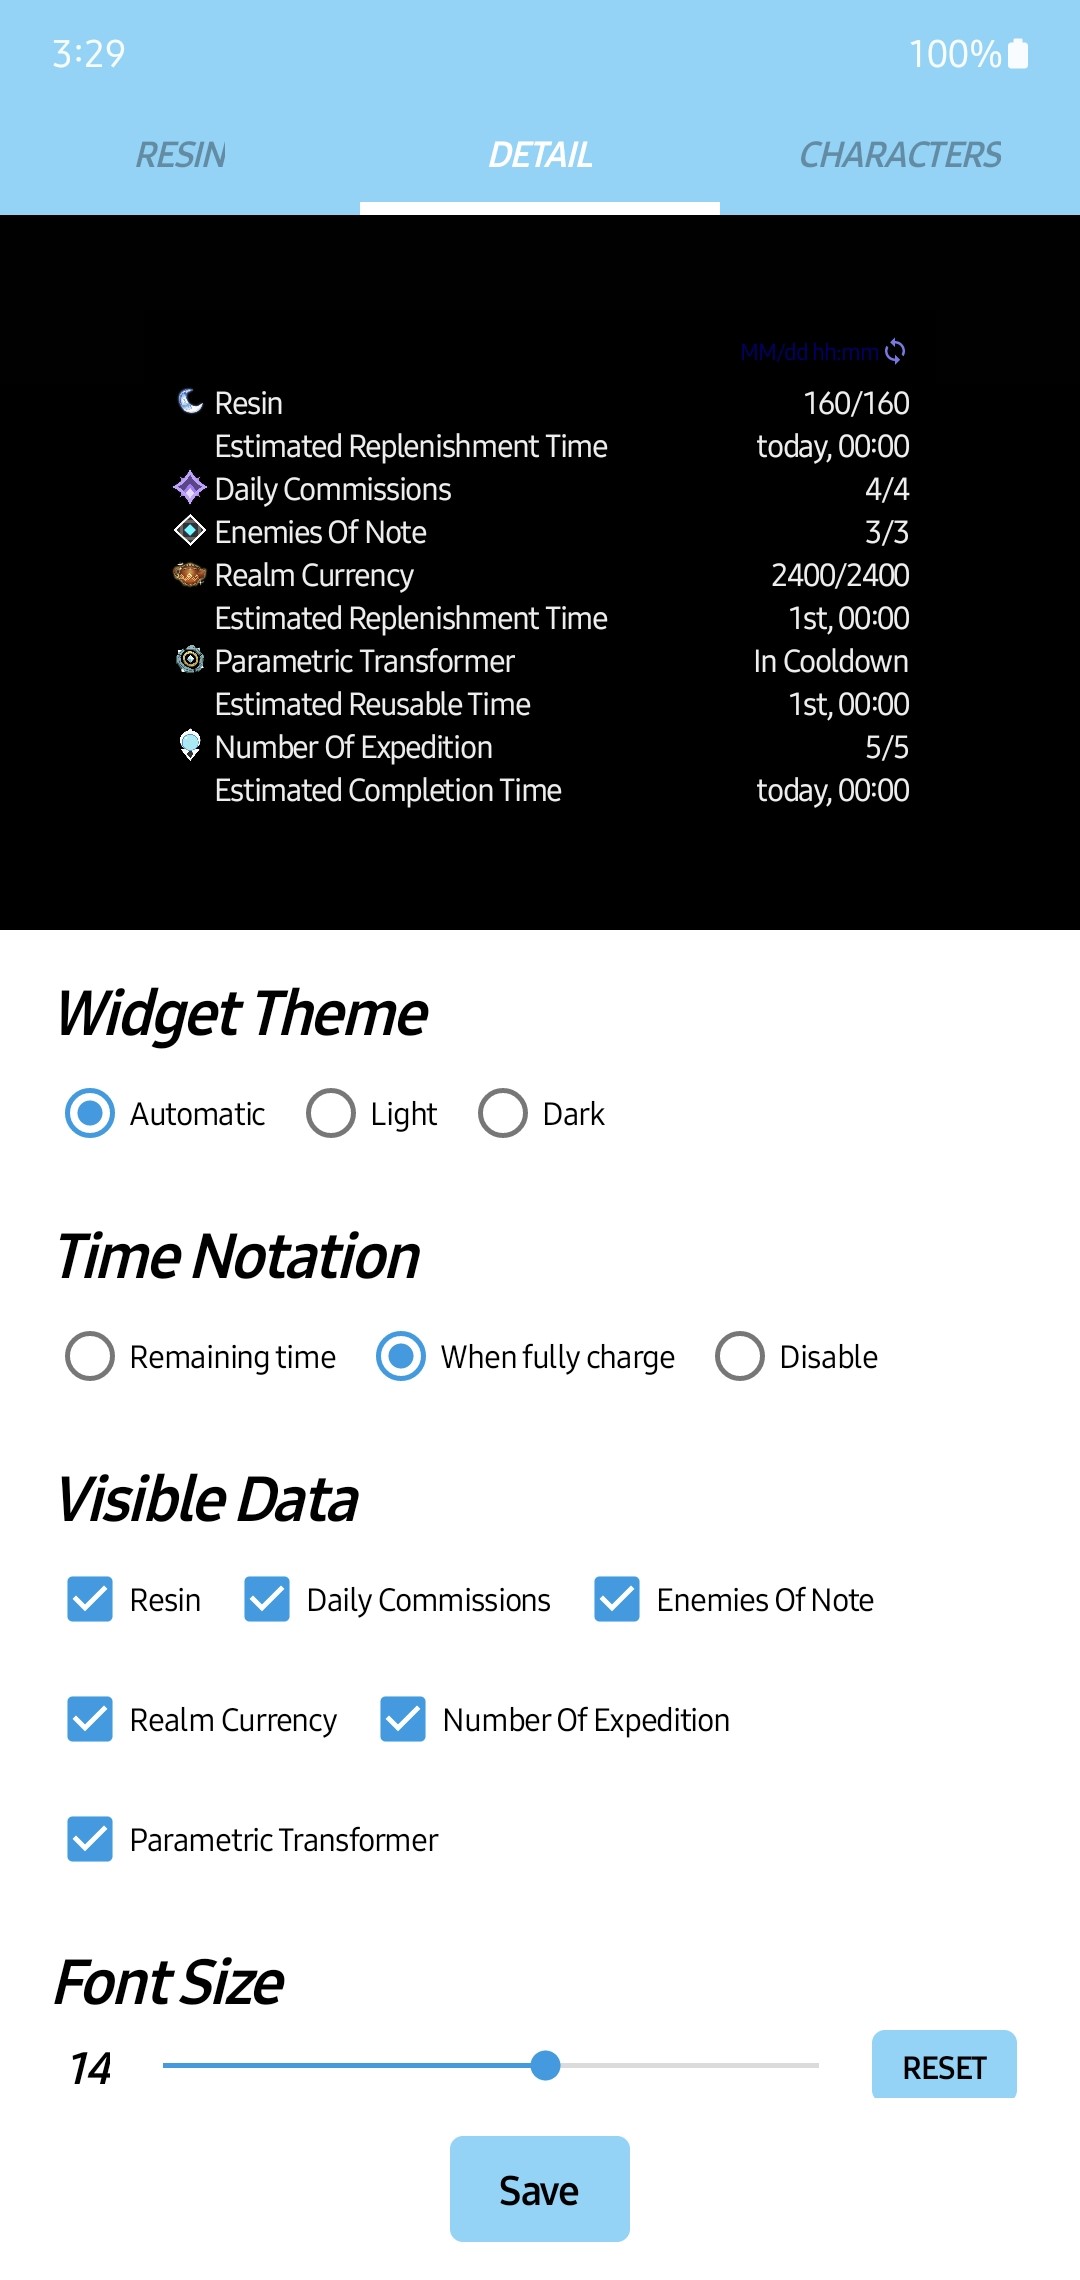 3:29 100%
RESIN DETAIL CHARACTERS
MM/dd hh:mm
Resin 160/160
Estimated Replenishment Time today, 00:00
Daily Commissions 4/4
Enemies Of Note 3/3
Realm Currency 2400/2400
Estimated Replenishment Time 1st, 00:00
Parametric Transformer In Cooldown
Estimated Reusable Time 1st, 00:00
Number Of Expedition 5/5
Estimated Completion Time today, 00:00
Widget Theme
Automatic Light Dark
Time Notation
Remaining time When fully charge Disable
Visible Data
Resin Daily Commissions Enemies Of Note
Realm Currency Number Of Expedition
Parametric Transformer
Font Size
14 RESET
Save